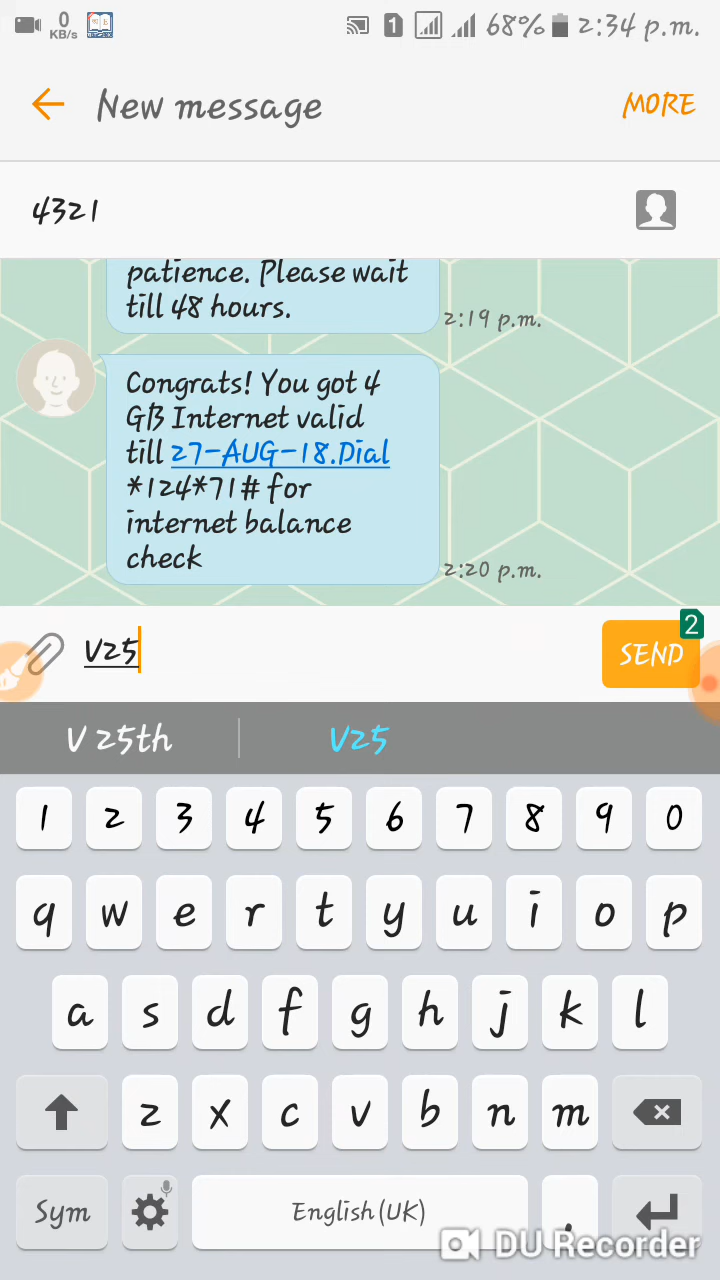 0
KB/s
1
68%
2:34 p.m.
New message
MORE
4321
patience. Please wait
till 48 hours.
2:19 p.m.
Congrats! You got 4
GB Internet valid
till 27-AUG-18.Dial
*124*71# for
internet balance
check
2:20 p.m.
V25
2
SEND
V 25th
V25
1 2 3 4 5 6 7 8 9 0
q w e r t y u i o p
a s d f g h j k l
z x c v b n m
Sym
English(UK)
,
DU Recorder